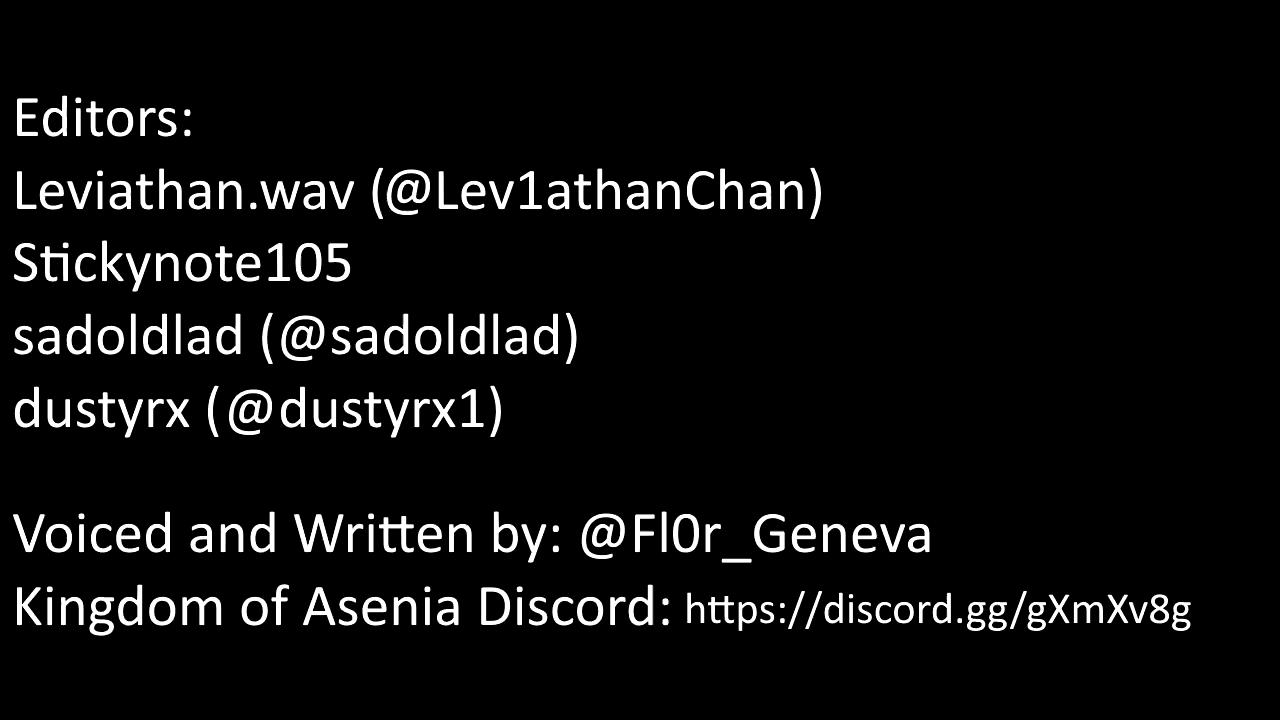 Editors:
Leviathan.wav (@Lev1athanChan)
Stickynote105
sadoldlad (@sadoldlad)
dustyrx (@dustyrx1)
Voiced and Written by: @Fl0r_Geneva
Kingdom of Asenia Discord: https://discord.gg/gXmXv8g